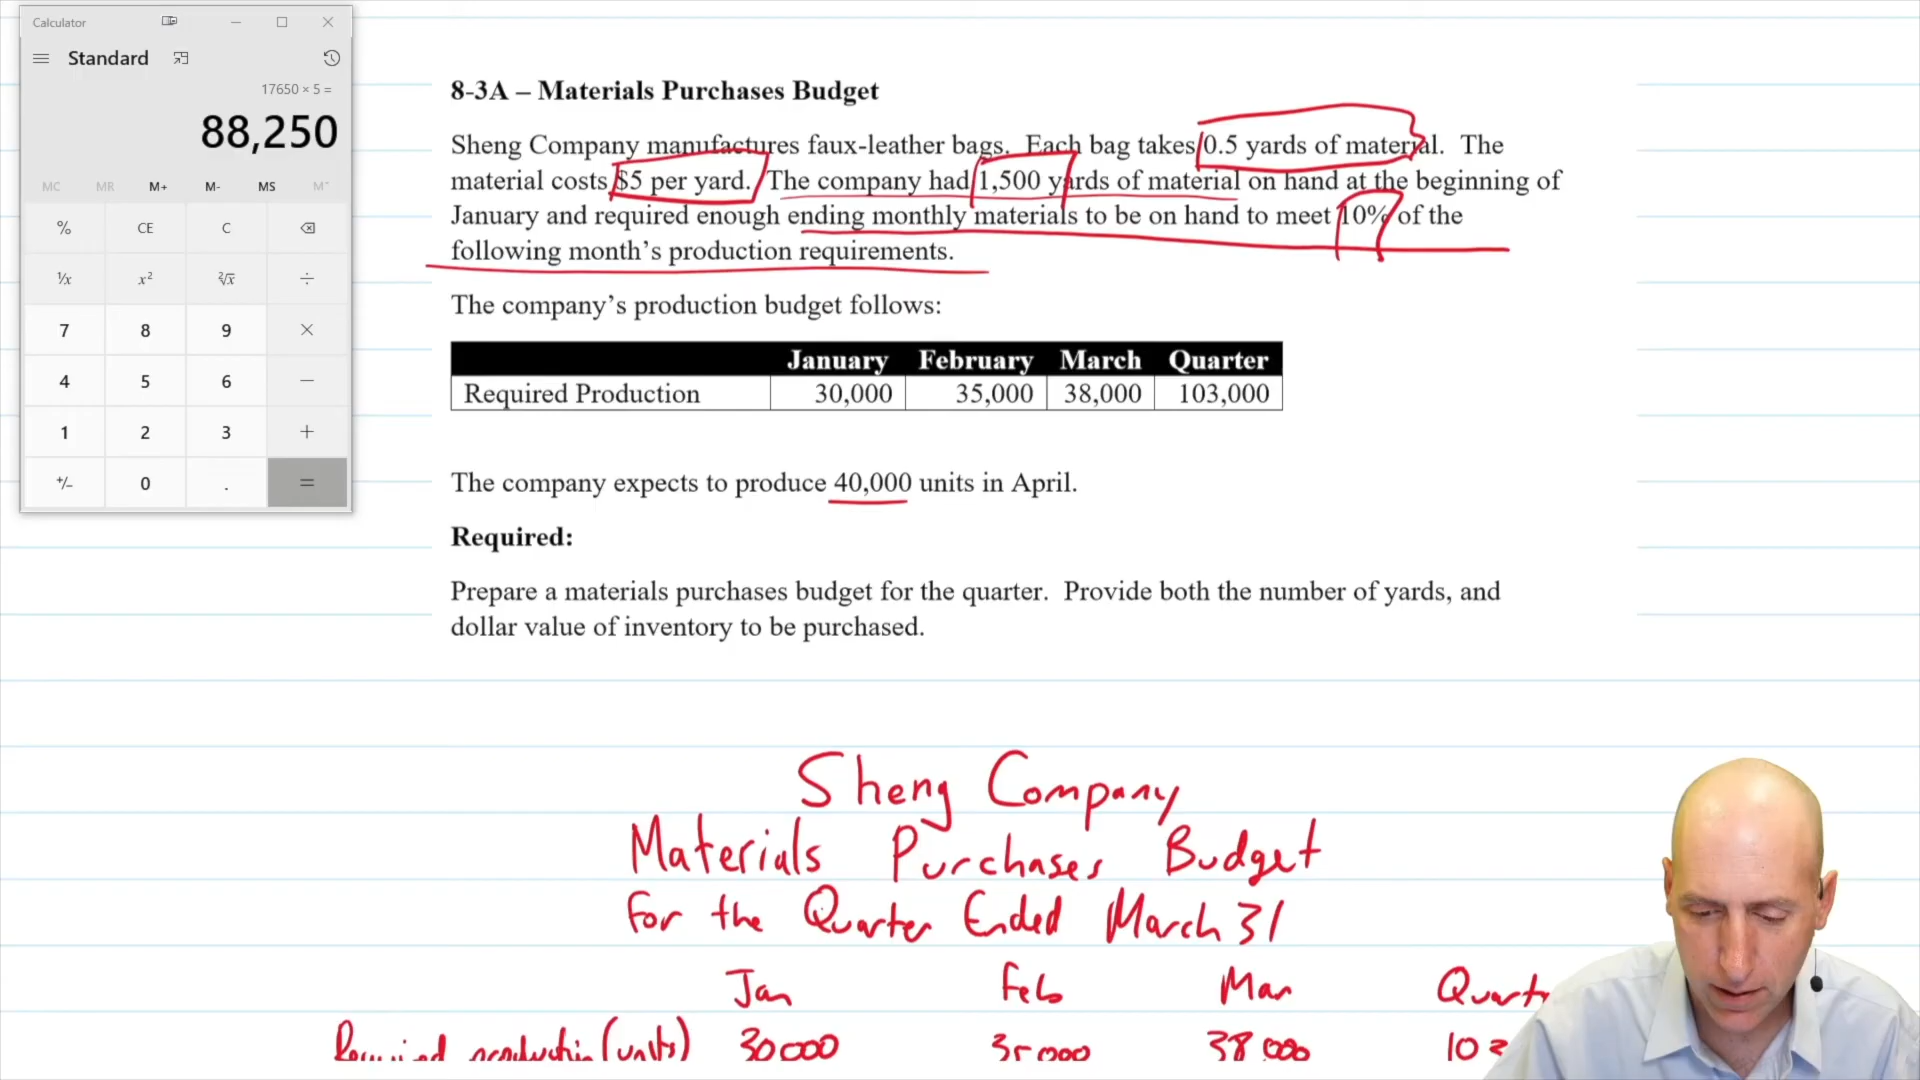 Calculator
Standard
17650 × 5 =
88,250
MC MR M+ M- MS M˅
% CE C
¹/x x² ²√x ÷
7 8 9 ×
4 5 6 −
1 2 3 +
+/− 0 . =
8-3A – Materials Purchases Budget
Sheng Company manufactures faux-leather bags. Each bag takes 0.5 yards of material. The
material costs $5 per yard. The company had 1,500 yards of material on hand at the beginning of
January and required enough ending monthly materials to be on hand to meet 10% of the
following month's production requirements.
The company's production budget follows:
January February March Quarter
Required Production 30,000 35,000 38,000 103,000
The company expects to produce 40,000 units in April.
Required:
Prepare a materials purchases budget for the quarter. Provide both the number of yards, and
dollar value of inventory to be purchased.
Sheng Company
Materials Purchases Budget
For the Quarter Ended March 31
Jan Feb Mar
Required production (units) 30000 35000 38000